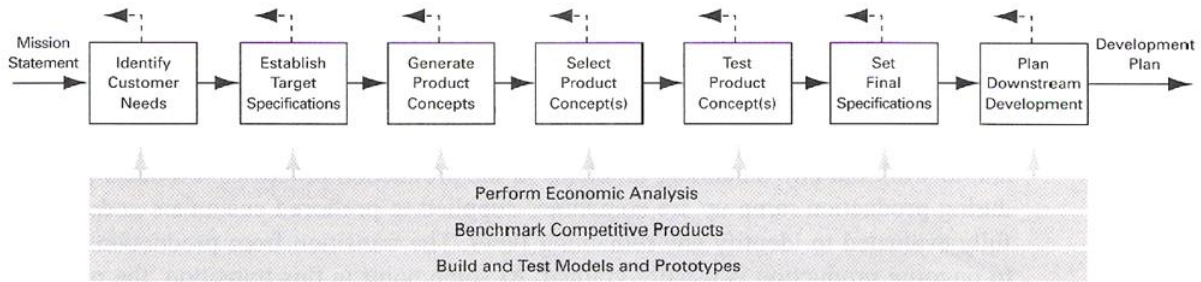 Mission
Statement
Identify
Customer
Needs
Establish
Target
Specifications
Generate
Product
Concepts
Select
Product
Concept(s)
Test
Product
Concept(s)
Set
Final
Specifications
Plan
Downstream
Development
Development
Plan
Perform Economic Analysis
Benchmark Competitive Products
Build and Test Models and Prototypes